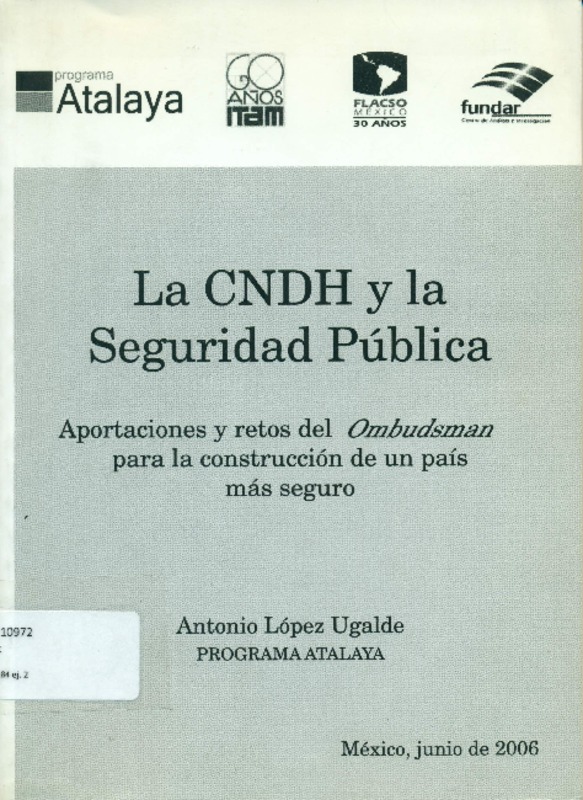 programa
Atalaya
60
AÑOS
ITAM
FLACSO
MÉXICO
30 AÑOS
fundar
Centro de Análisis e Investigación
La CNDH y la
Seguridad Pública
Aportaciones y retos del Ombudsman
para la construcción de un país
más seguro
Antonio López Ugalde
PROGRAMA ATALAYA
10972
84 ej. 2
México, junio de 2006